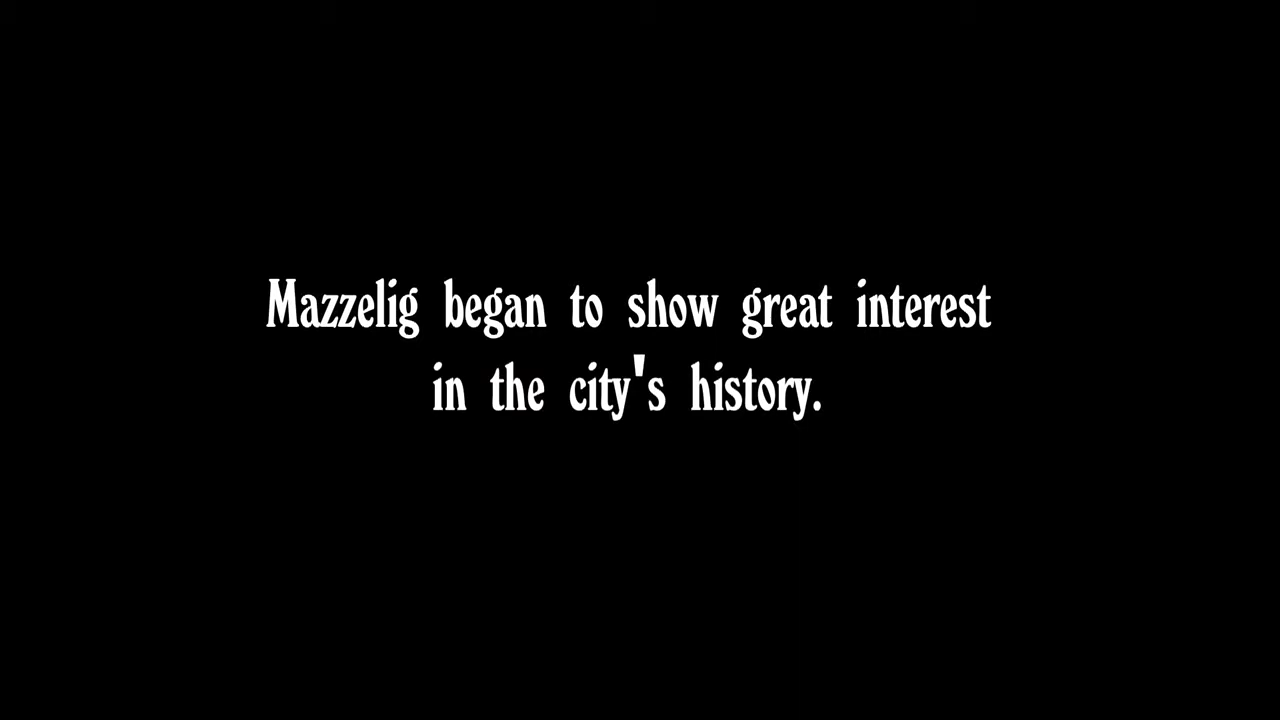 Mazzelig began to show great interest
in the city's history.